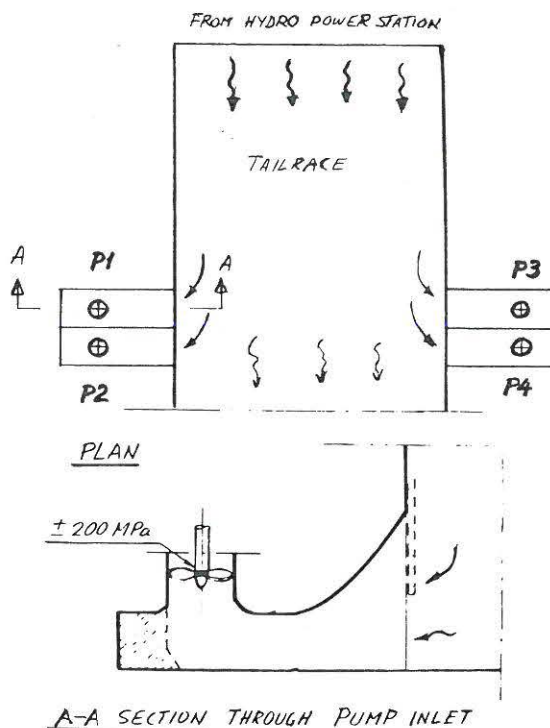 FROM HYDRO POWER STATION
TAILRACE
A
A
P1
P3
P2
P4
PLAN
± 200 MPa
A-A SECTION THROUGH PUMP INLET